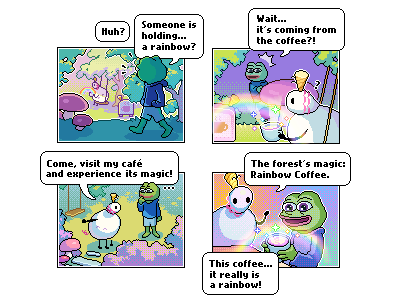 Huh?
Someone is
holding...
a rainbow?
Wait...
it's coming from
the coffee?!
?
Come, visit my café
and experience its magic!
...
The forest's magic:
Rainbow Coffee.
This coffee...
it really is
a rainbow!